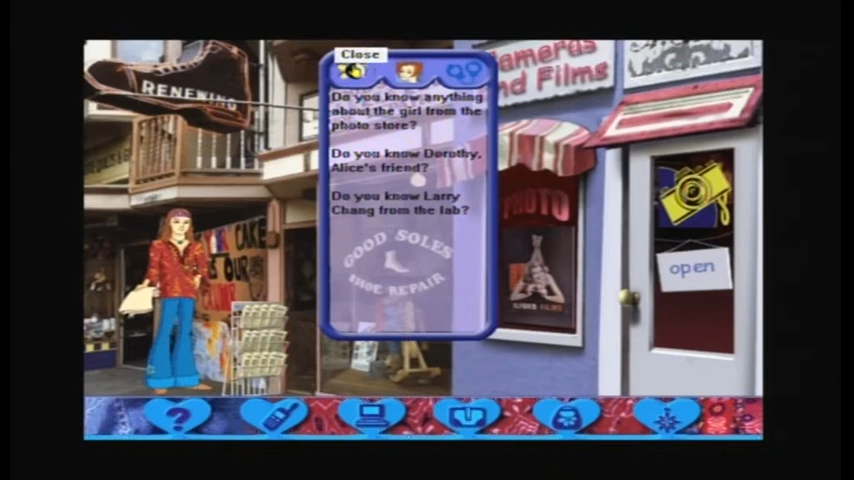 Close
RENEWING
Cameras
and Films
Do you know anything
about the girl from the
photo store?
Do you know Dorothy,
Alice's friend?
Do you know Larry
Chang from the lab?
PHOTO
CAKE
OUR
GOOD SOLES
SHOE REPAIR
open
?